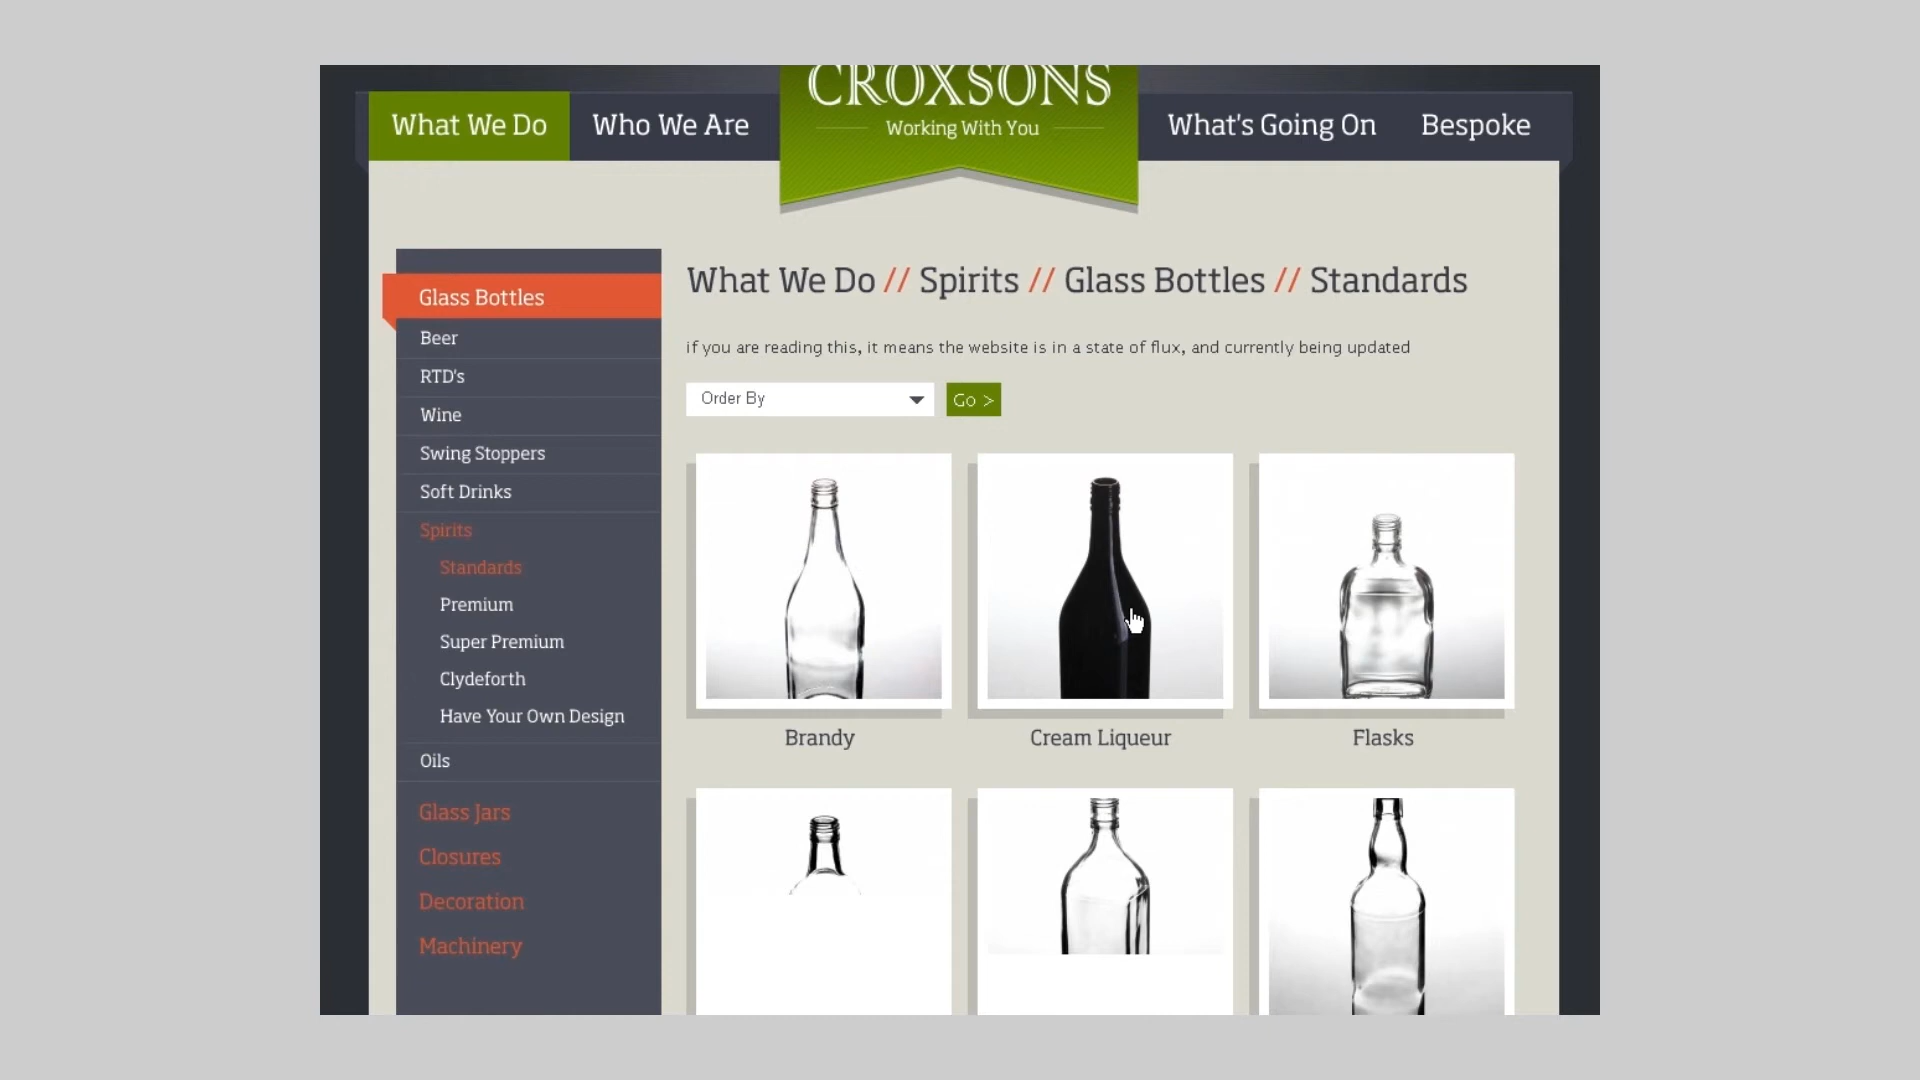 CROXSONS
Working With You
What We Do
Who We Are
What's Going On
Bespoke
Glass Bottles
Beer
RTD's
Wine
Swing Stoppers
Soft Drinks
Spirits
Standards
Premium
Super Premium
Clydeforth
Have Your Own Design
Oils
Glass Jars
Closures
Decoration
Machinery
What We Do // Spirits // Glass Bottles // Standards
if you are reading this, it means the website is in a state of flux, and currently being updated
Order By
Go >
Brandy
Cream Liqueur
Flasks